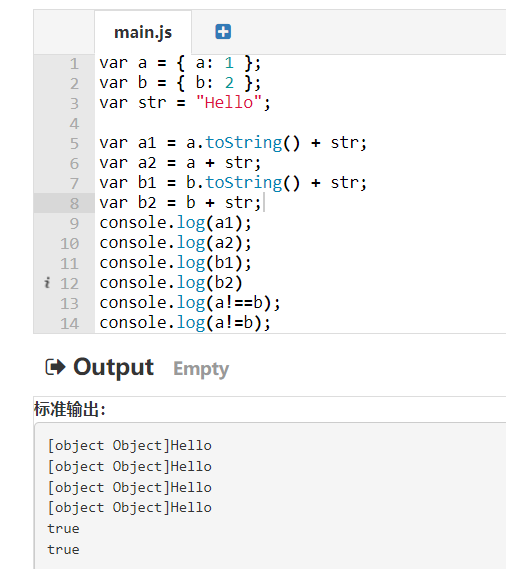 main.js
1 var a = { a: 1 };
2 var b = { b: 2 };
3 var str = "Hello";
4
5 var a1 = a.toString() + str;
6 var a2 = a + str;
7 var b1 = b.toString() + str;
8 var b2 = b + str;
9 console.log(a1);
10 console.log(a2);
11 console.log(b1);
i 12 console.log(b2)
13 console.log(a!==b);
14 console.log(a!=b);
Output Empty
标准输出:
[object Object]Hello
[object Object]Hello
[object Object]Hello
[object Object]Hello
true
true